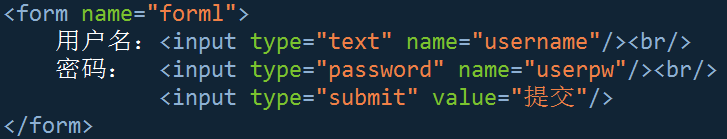 <form name="forml">
用户名：<input type="text" name="username"/><br/>
密码： <input type="password" name="userpw"/><br/>
<input type="submit" value="提交"/>
</form>